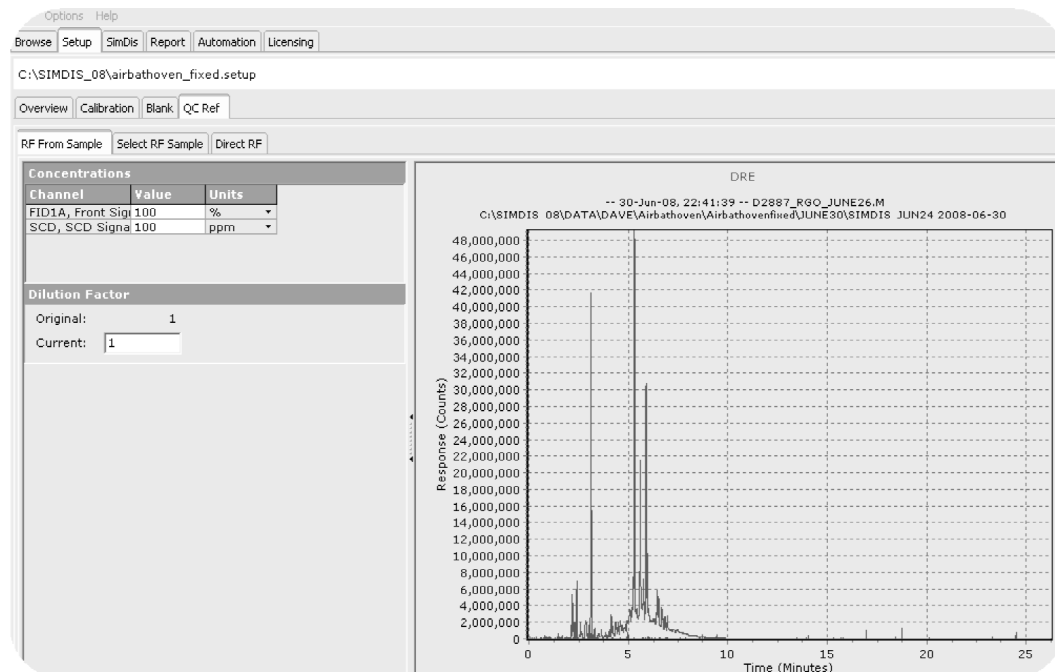 Options Help
Browse Setup SimDis Report Automation Licensing
C:\SIMDIS_08\airbathoven_fixed.setup
Overview Calibration Blank QC Ref
RF From Sample Select RF Sample Direct RF
Concentrations
Channel Value Units
FID1A, Front Sig 100 %
SCD, SCD Signa 100 ppm
Dilution Factor
Original: 1
Current: 1
DRE
-- 30-Jun-08, 22:41:39 -- D2887_RGO_JUNE26.M
C:\SIMDIS 08\DATA\DAVE\Airbathoven\Airbathovenfixed\JUNE30\SIMDIS JUN24 2008-06-30
Response (Counts)
48,000,000
46,000,000
44,000,000
42,000,000
40,000,000
38,000,000
36,000,000
34,000,000
32,000,000
30,000,000
28,000,000
26,000,000
24,000,000
22,000,000
20,000,000
18,000,000
16,000,000
14,000,000
12,000,000
10,000,000
8,000,000
6,000,000
4,000,000
2,000,000
0
0 5 10 15 20 25
Time (Minutes)